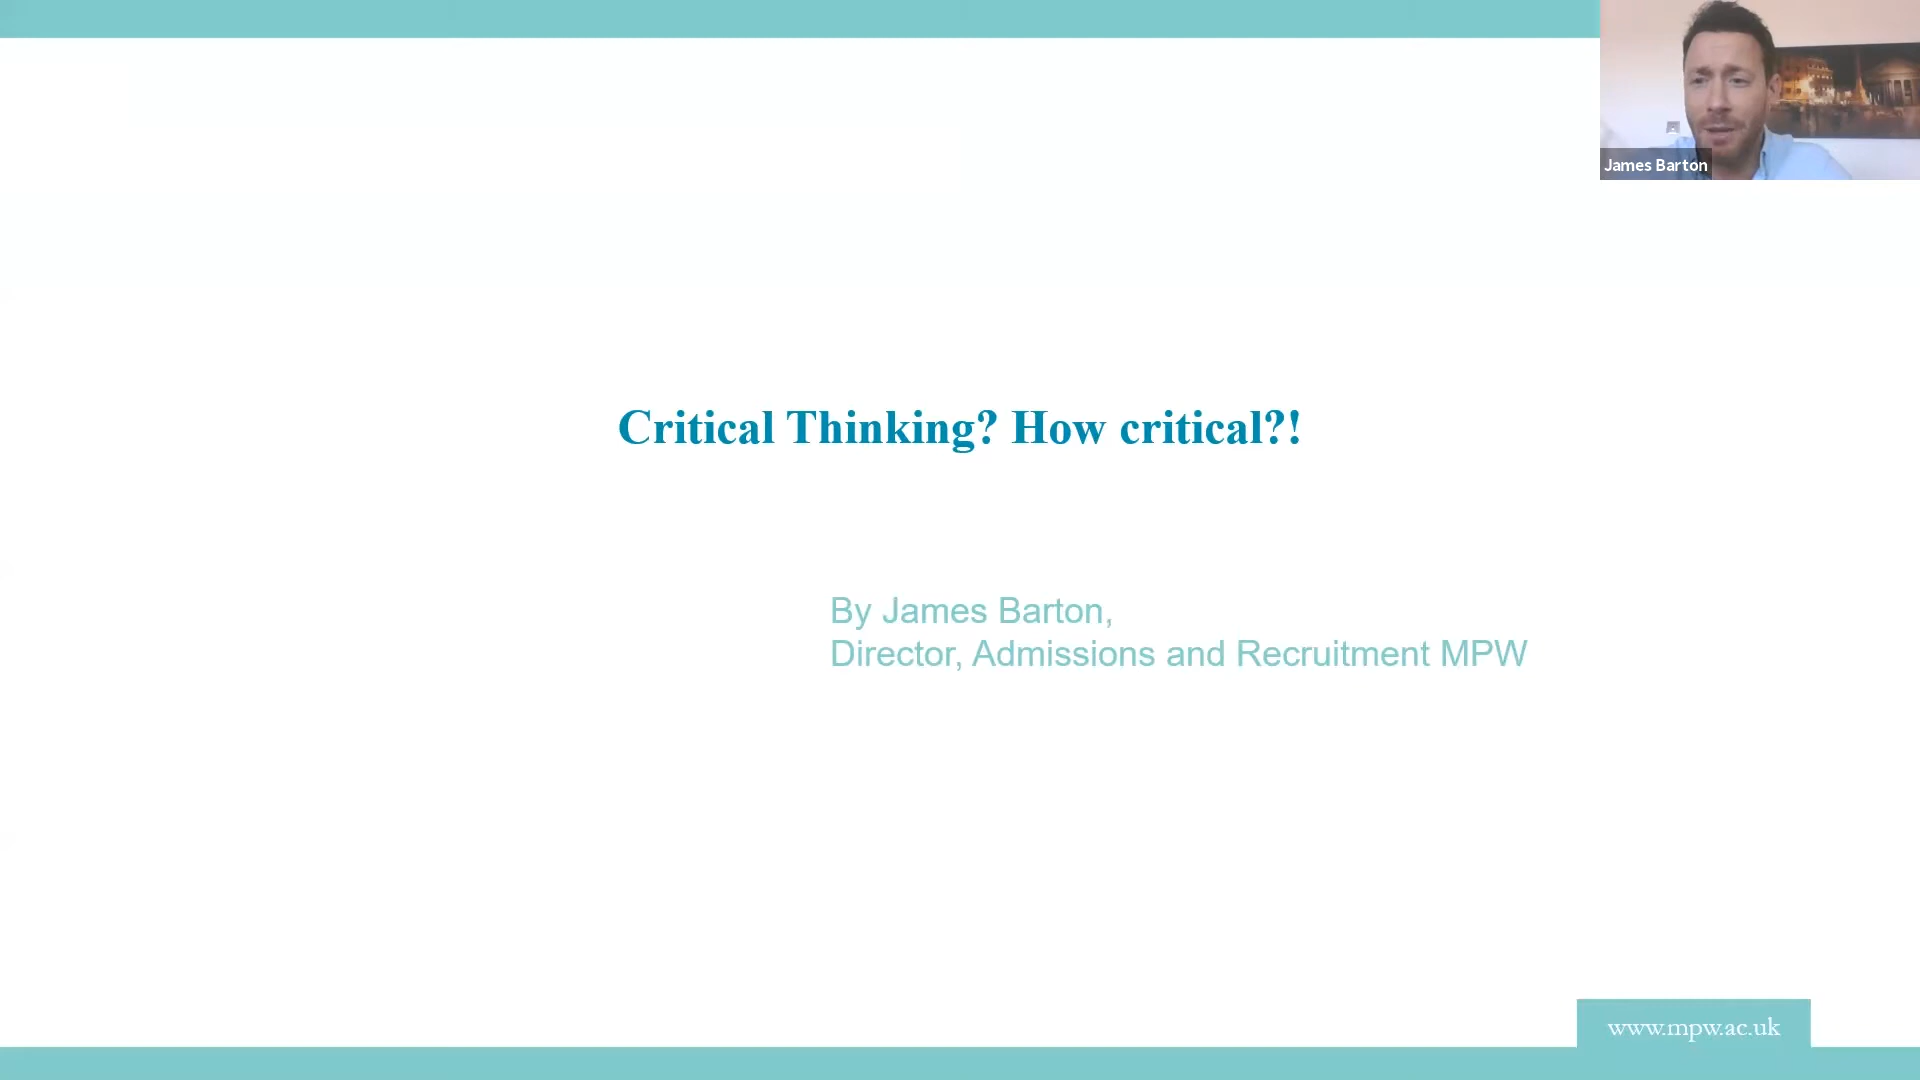 James Barton
Critical Thinking? How critical?!
By James Barton,
Director, Admissions and Recruitment MPW
www.mpw.ac.uk